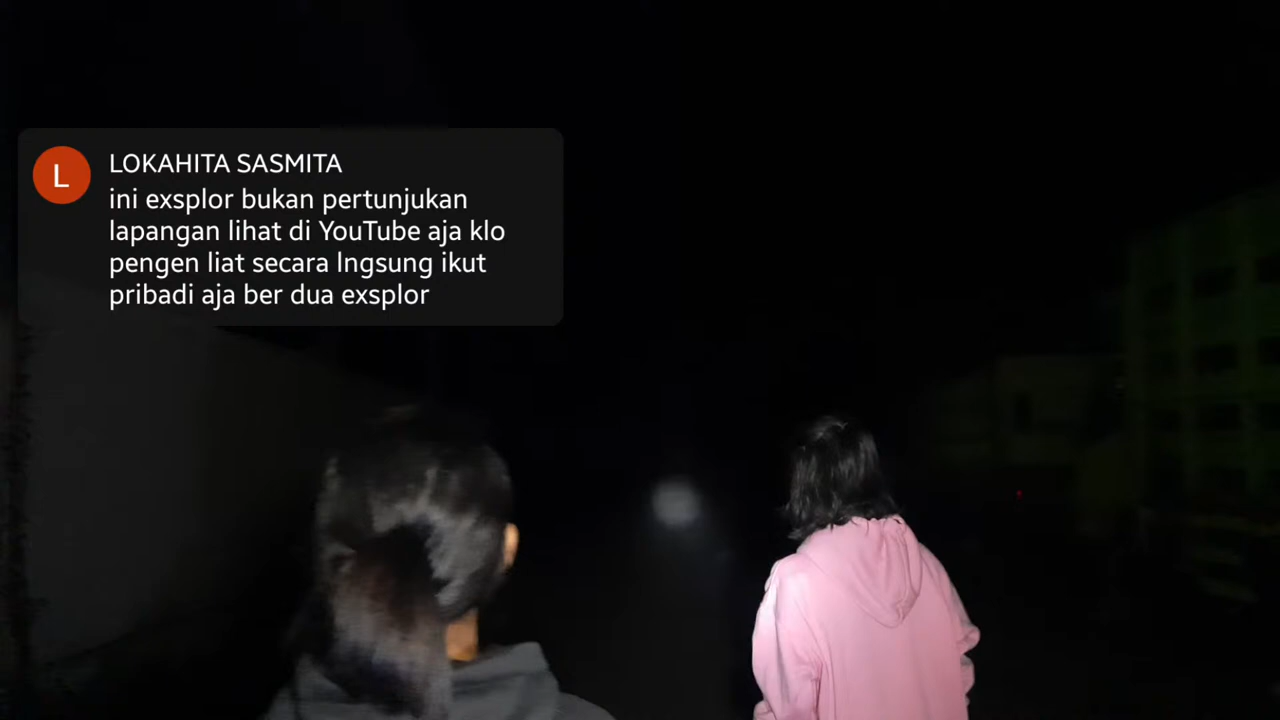 L
LOKAHITA SASMITA
ini exsplor bukan pertunjukan
lapangan lihat di YouTube aja klo
pengen liat secara lngsung ikut
pribadi aja ber dua exsplor